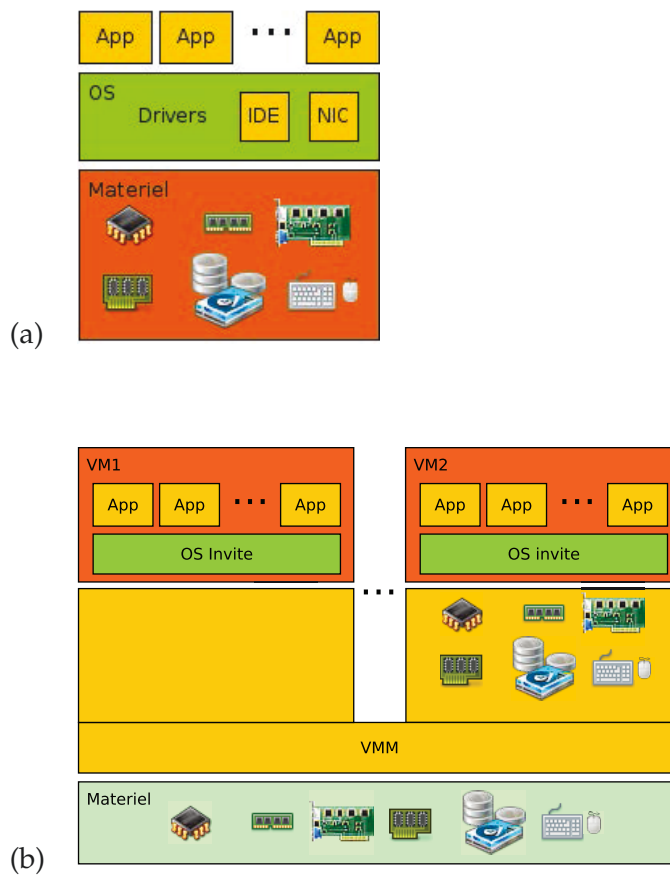 App App ... App
OS
Drivers IDE NIC
Materiel
(a)
VM1 VM2
App App ... App App App ... App
OS Invite OS invite
...
VMM
Materiel
(b)